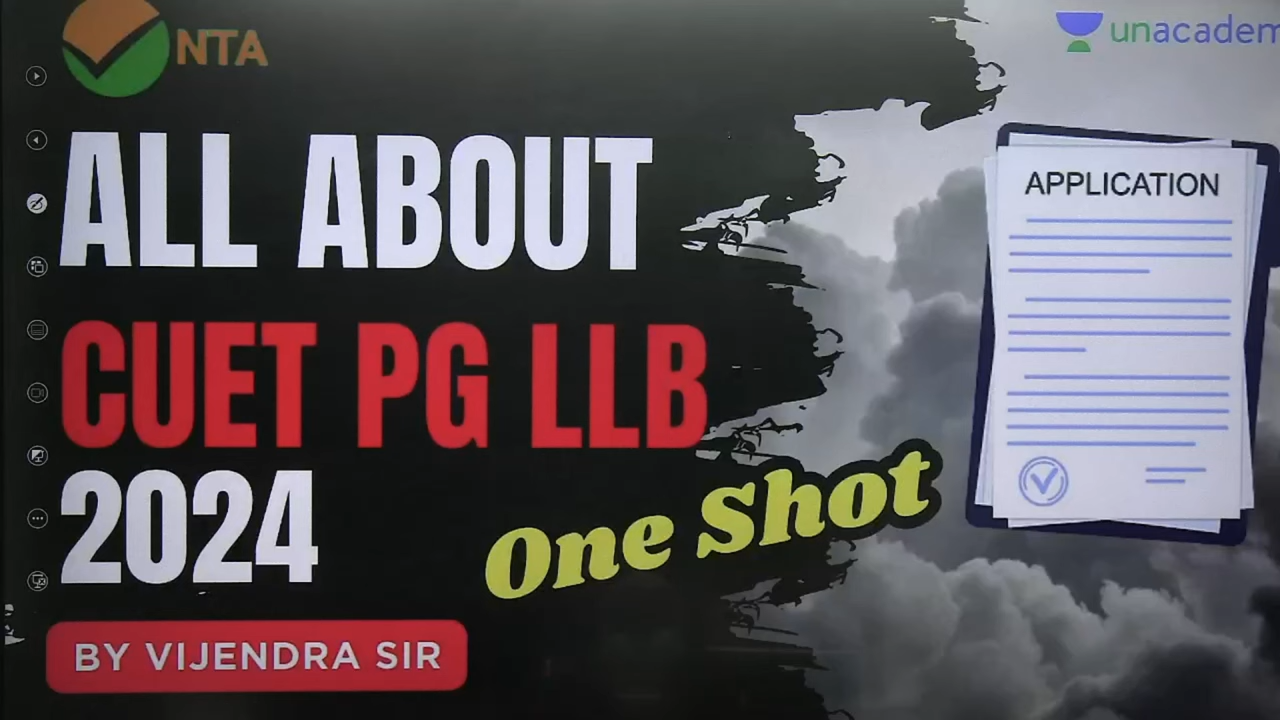 NTA
unacadem
ALL ABOUT
APPLICATION
CUET PG LLB
2024
One Shot
BY VIJENDRA SIR